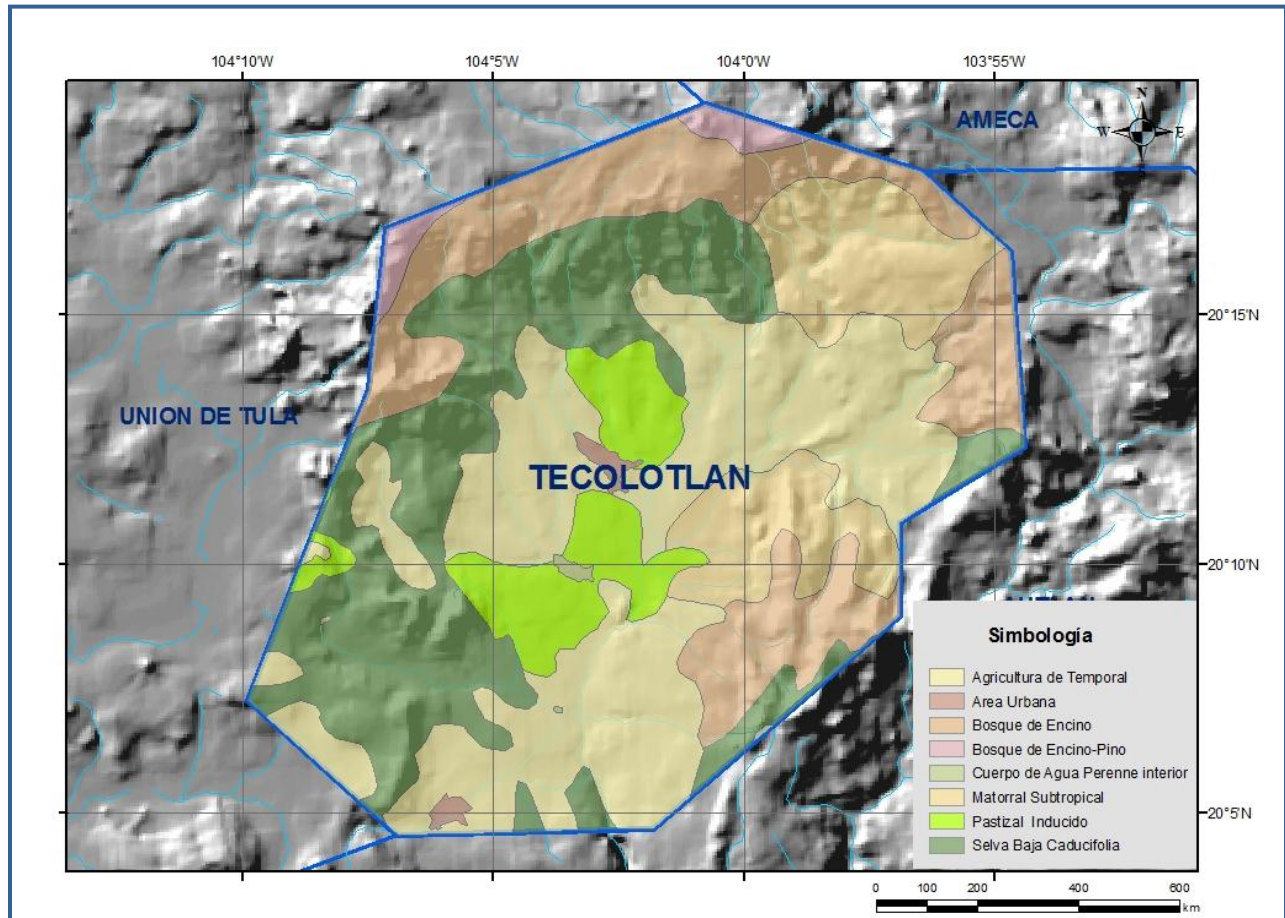 104°10'W 104°5'W 104°0'W 103°55'W
AMECA
N
W E
20°15'N
UNION DE TULA
TECOLOTLAN
20°10'N
Simbología
Agricultura de Temporal
Area Urbana
Bosque de Encino
Bosque de Encino-Pino
Cuerpo de Agua Perenne interior
Matorral Subtropical
Pastizal Inducido
Selva Baja Caducifolia
20°5'N
0 100 200 400 600
km